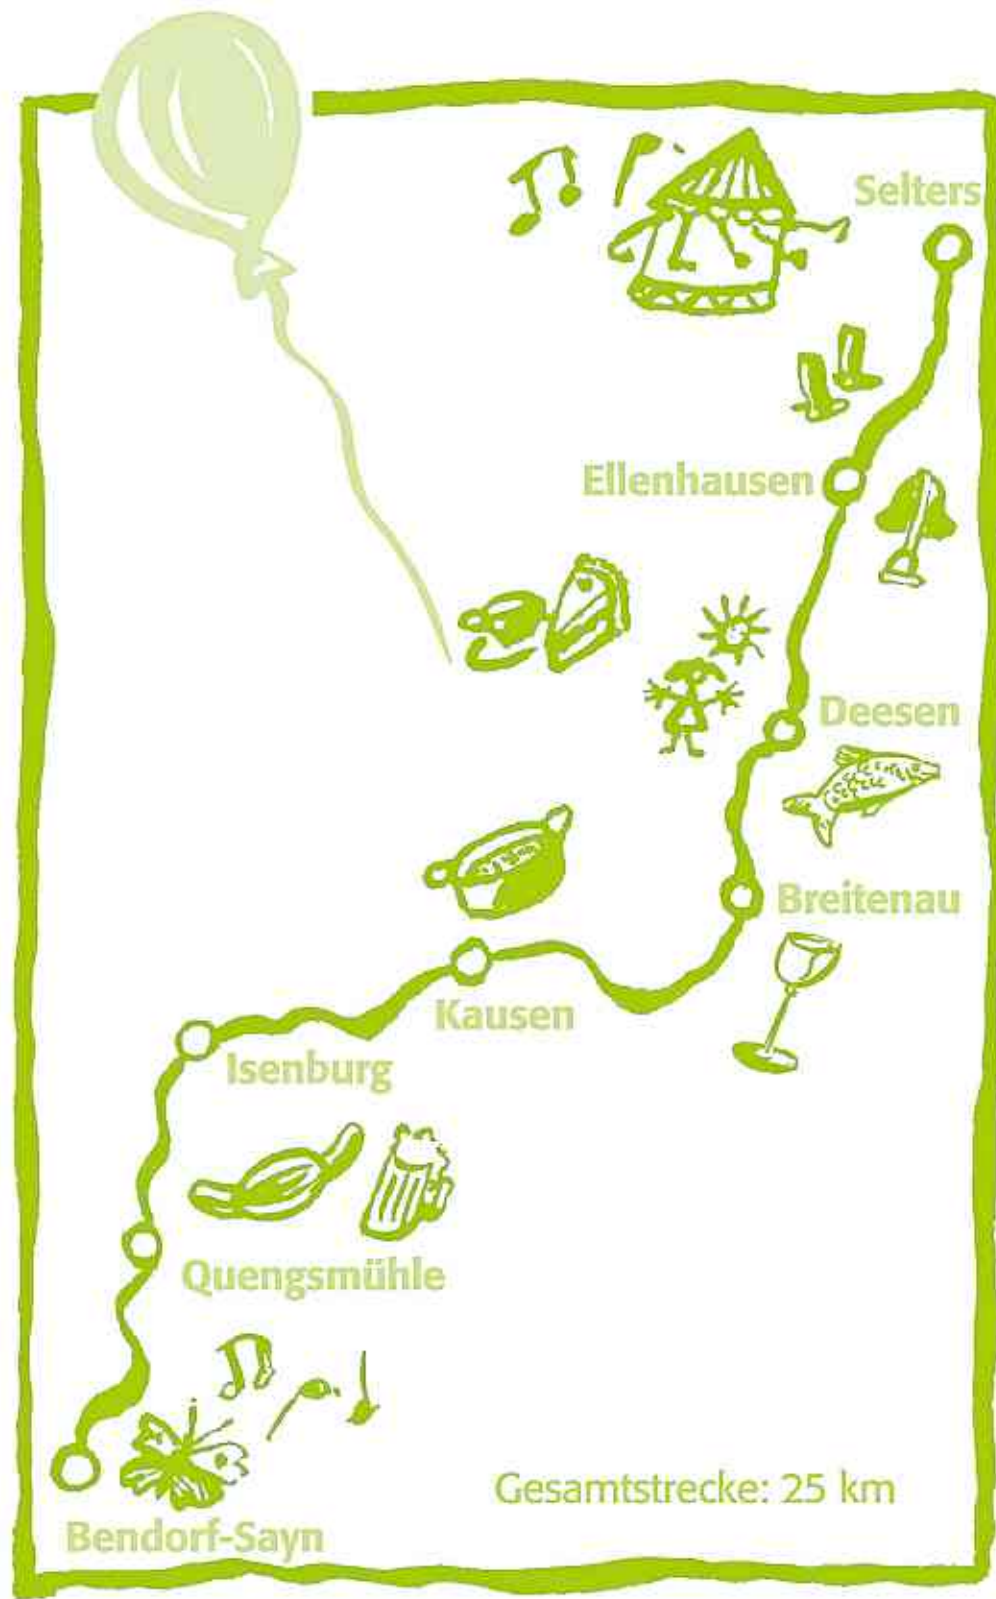 Selters
Ellenhausen
Deesen
Breitenau
Kausen
Isenburg
Quengsmühle
Gesamtstrecke: 25 km
Bendorf-Sayn